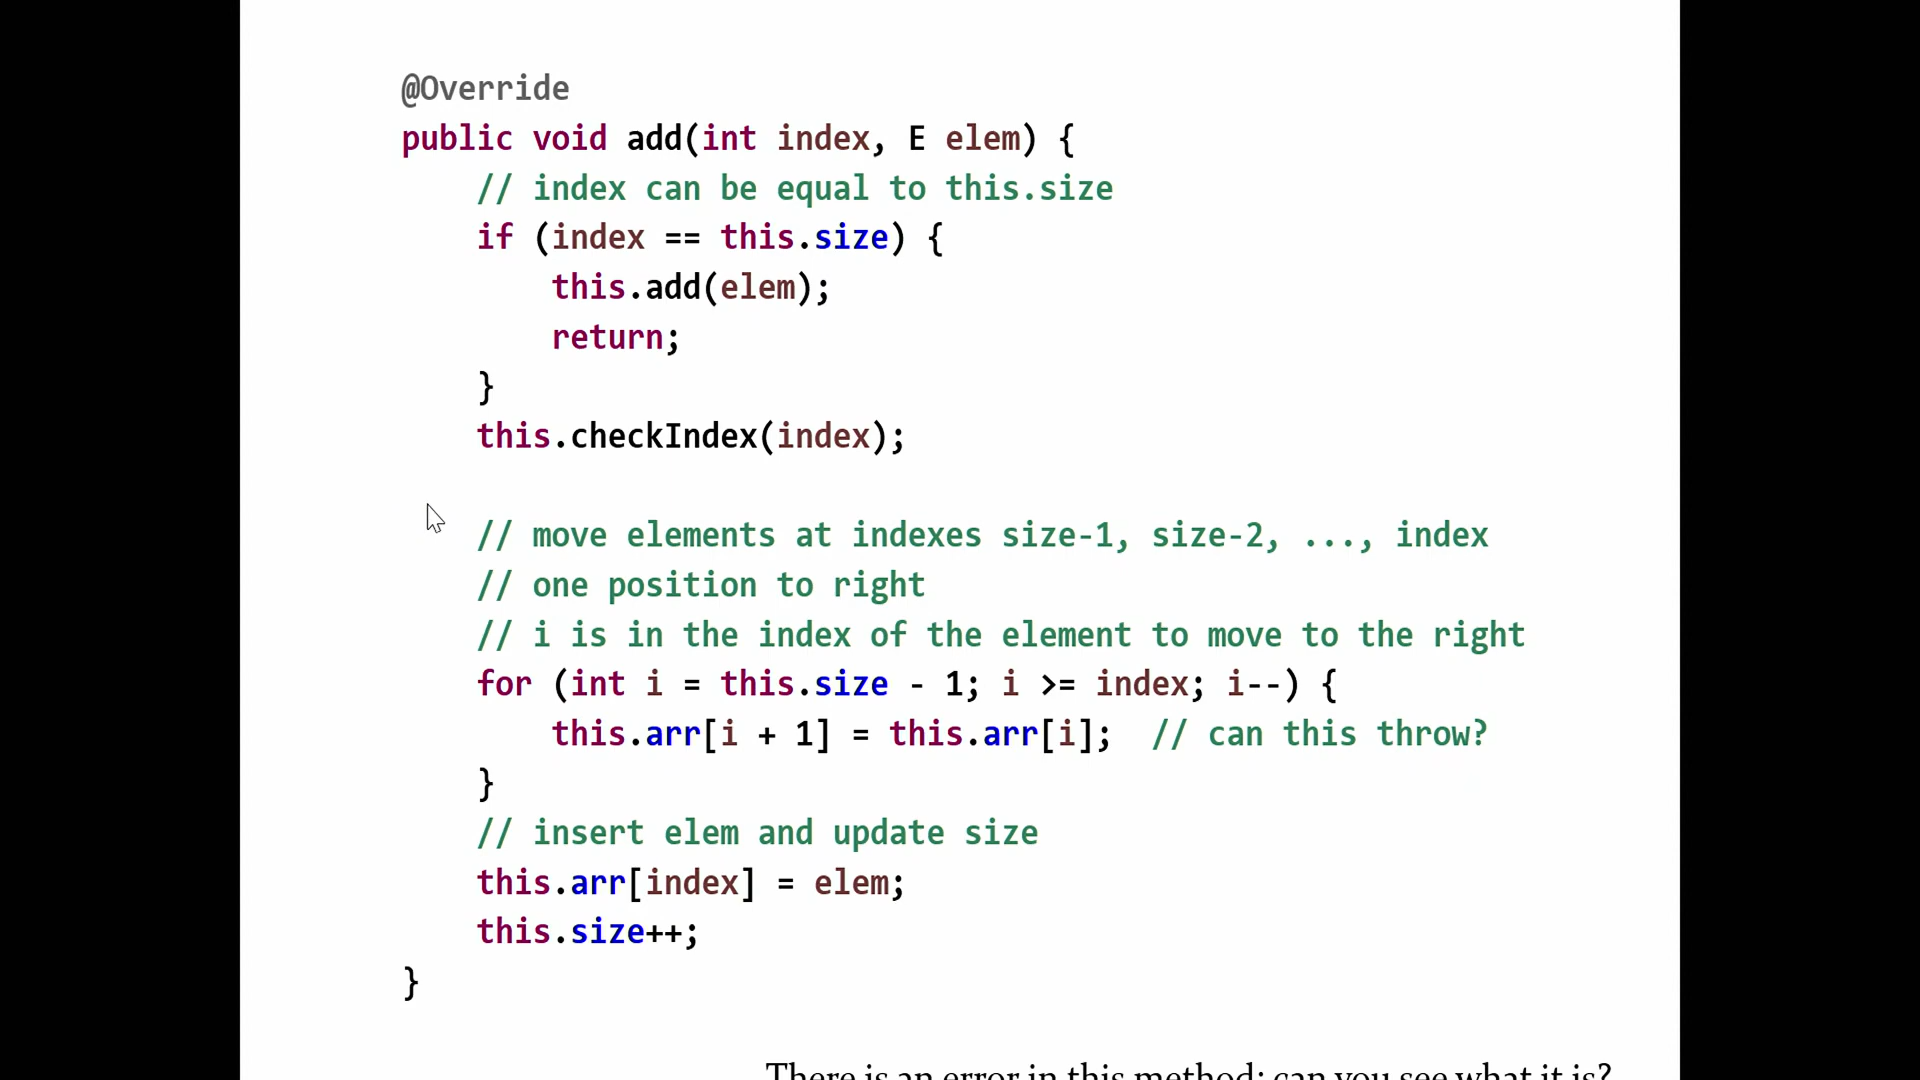 @Override
public void add(int index, E elem) {
// index can be equal to this.size
if (index == this.size) {
this.add(elem);
return;
}
this.checkIndex(index);
// move elements at indexes size-1, size-2, ..., index
// one position to right
// i is in the index of the element to move to the right
for (int i = this.size - 1; i >= index; i--) {
this.arr[i + 1] = this.arr[i];  // can this throw?
}
// insert elem and update size
this.arr[index] = elem;
this.size++;
}
There is an error in this method; can you see what it is?